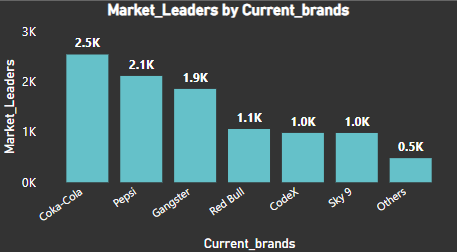 Market_Leaders by Current_brands
3K
2K
1K
0K
Market_Leaders
2.5K
2.1K
1.9K
1.1K
1.0K
1.0K
0.5K
Coka-Cola
Pepsi
Gangster
Red Bull
CodeX
Sky 9
Others
Current_brands